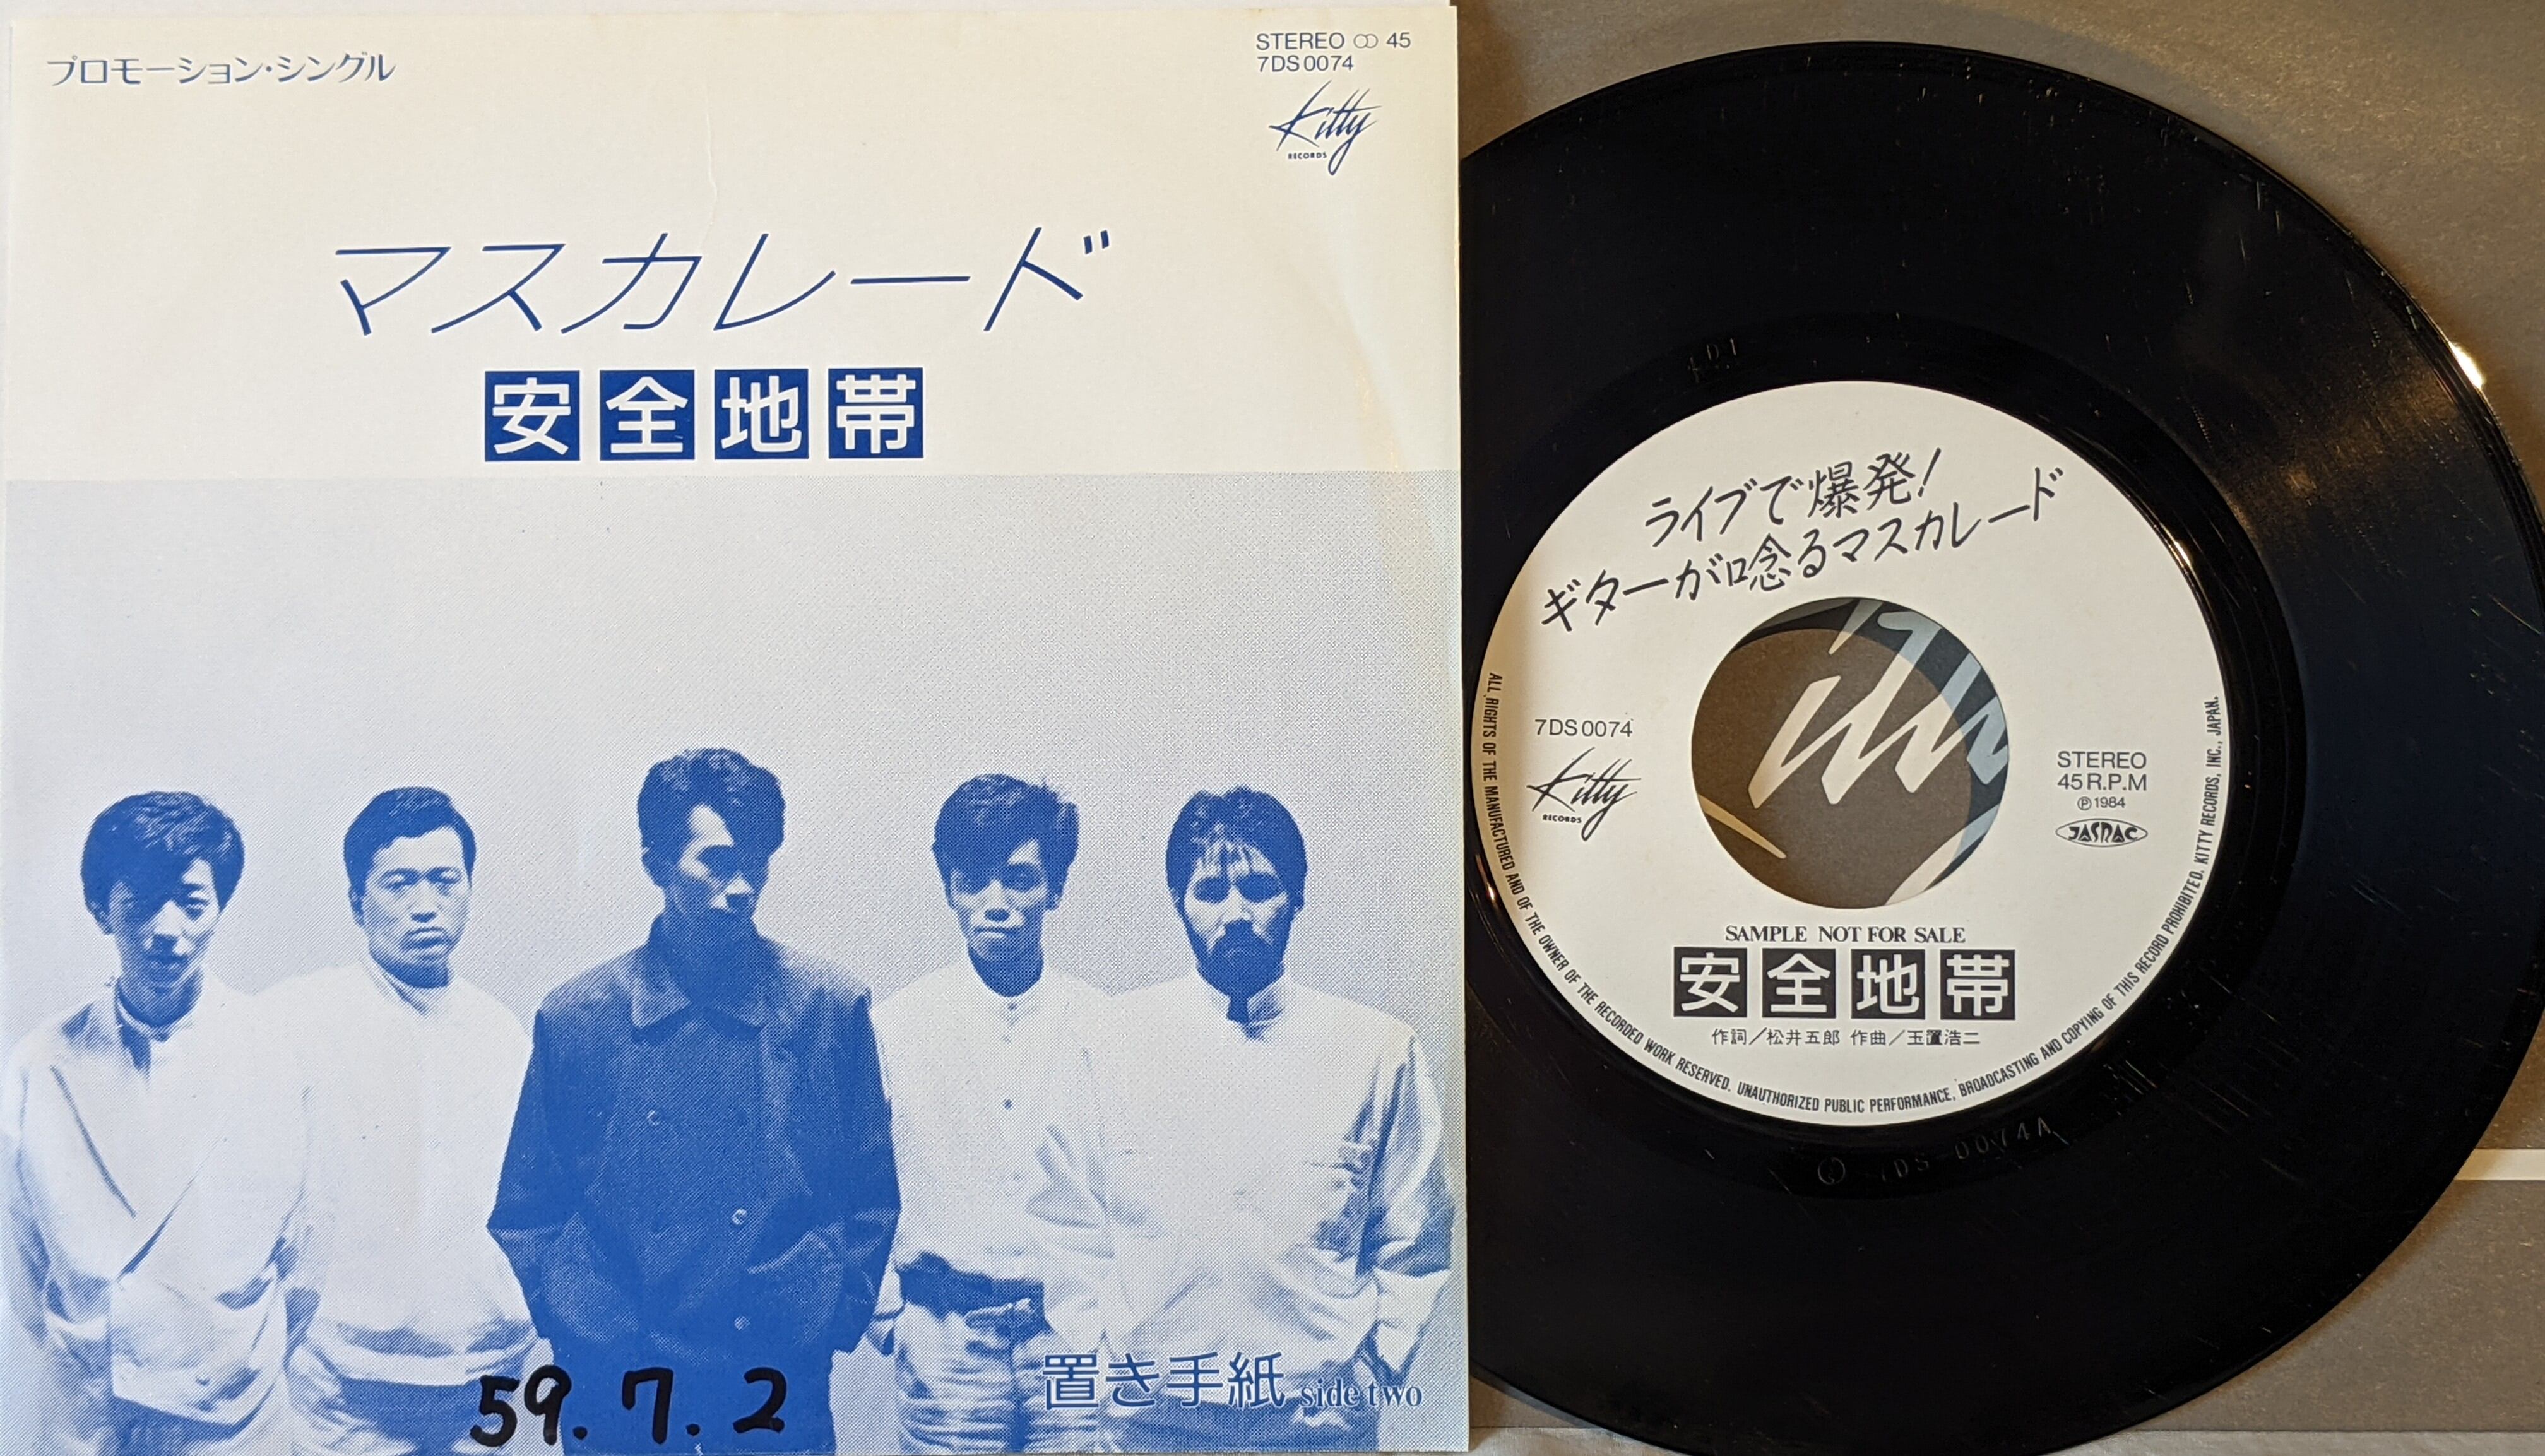 プロモーション・シングル
STEREO 45
7DS0074
Kitty
RECORDS
マスカレード
安全地帯
置き手紙 side two
59.7.2
ライブで爆発!
ギターが唸るマスカレード
7DS0074
Kitty
RECORDS
STEREO
45R.P.M
Ⓟ1984
JASRAC
SAMPLE NOT FOR SALE
安全地帯
作詞/松井五郎 作曲/玉置浩二
ALL RIGHTS OF THE MANUFACTURED AND OF THE OWNER OF THE RECORDED WORK RESERVED. UNAUTHORIZED PUBLIC PERFORMANCE, BROADCASTING AND COPYING OF THIS RECORD PROHIBITED. KITTY RECORDS, INC., JAPAN.
7DS 0074A